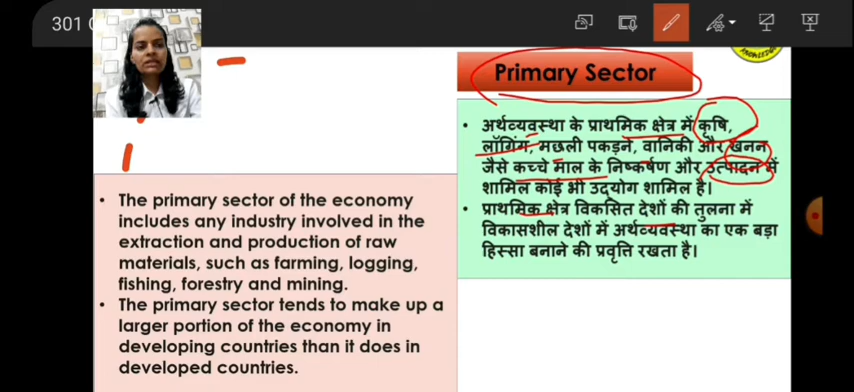 301
Primary Sector
• अर्थव्यवस्था के प्राथमिक क्षेत्र में कृषि,
लॉगिंग, मछली पकड़ने, वानिकी और खनन
जैसे कच्चे माल के निष्कर्षण और उत्पादन में
शामिल कोई भी उद्योग शामिल है।
• प्राथमिक क्षेत्र विकसित देशों की तुलना में
विकासशील देशों में अर्थव्यवस्था का एक बड़ा
हिस्सा बनाने की प्रवृत्ति रखता है।
• The primary sector of the economy
includes any industry involved in the
extraction and production of raw
materials, such as farming, logging,
fishing, forestry and mining.
• The primary sector tends to make up a
larger portion of the economy in
developing countries than it does in
developed countries.